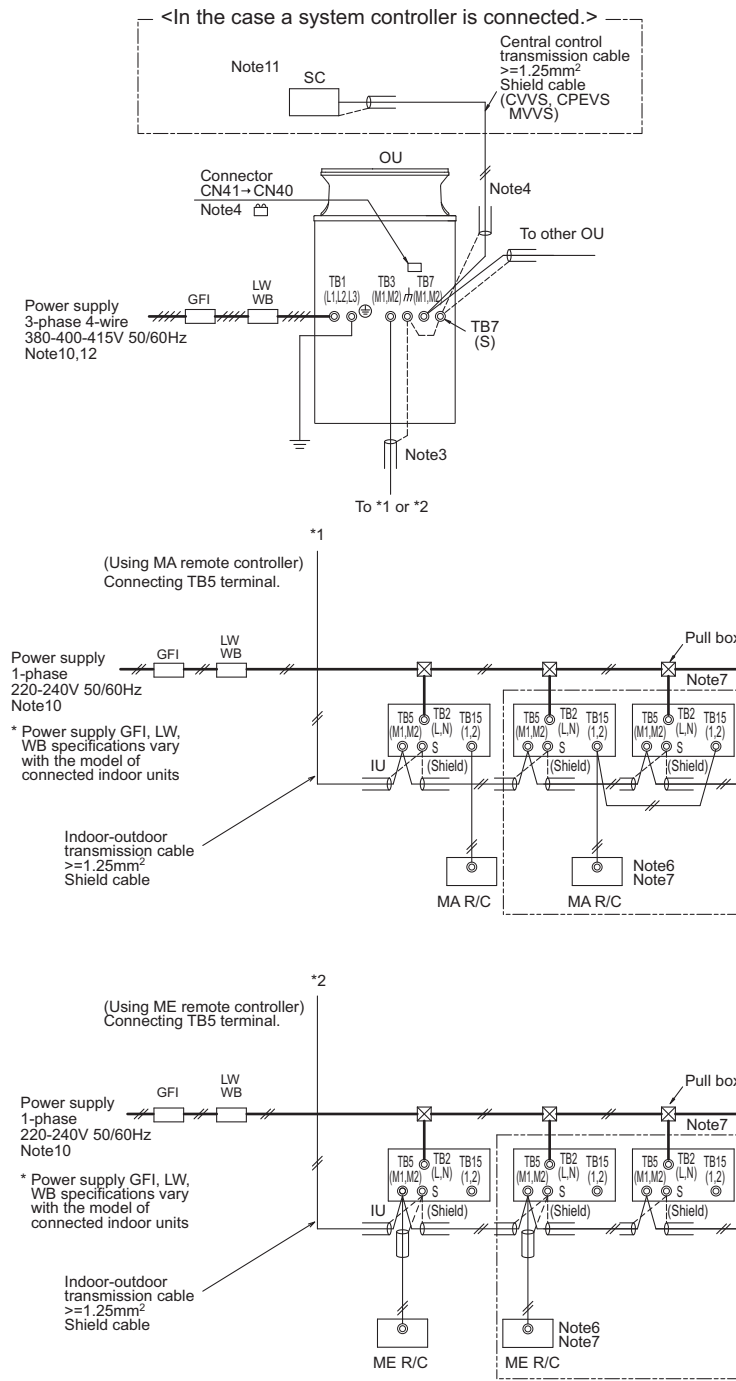 <In the case a system controller is connected.>
Note11
SC
Central control
transmission cable
>=1.25mm2
Shield cable
(CVVS, CPEVS
MVVS)
OU
Connector
CN41→CN40
Note4
Note4
To other OU
TB1
(L1,L2,L3)
TB3
(M1,M2)
TB7
(M1,M2)
GFI
LW
WB
Power supply
3-phase 4-wire
380-400-415V 50/60Hz
Note10,12
TB7
(S)
Note3
To *1 or *2
*1
(Using MA remote controller)
Connecting TB5 terminal.
GFI
LW
WB
Pull box
Power supply
1-phase
220-240V 50/60Hz
Note10
Note7
* Power supply GFI, LW,
WB specifications vary
with the model of
connected indoor units
TB5
(M1,M2)
TB2
(L,N)
TB15
(1,2)
S
TB5
(M1,M2)
TB2
(L,N)
TB15
(1,2)
S
TB5
(M1,M2)
TB2
(L,N)
TB15
(1,2)
S
IU
(Shield)
(Shield)
(Shield)
Indoor-outdoor
transmission cable
>=1.25mm2
Shield cable
Note6
Note7
MA R/C
MA R/C
*2
(Using ME remote controller)
Connecting TB5 terminal.
GFI
LW
WB
Pull box
Power supply
1-phase
220-240V 50/60Hz
Note10
Note7
* Power supply GFI, LW,
WB specifications vary
with the model of
connected indoor units
TB5
(M1,M2)
TB2
(L,N)
TB15
(1,2)
S
TB5
(M1,M2)
TB2
(L,N)
TB15
(1,2)
S
TB5
(M1,M2)
TB2
(L,N)
TB15
(1,2)
S
IU
(Shield)
(Shield)
(Shield)
Indoor-outdoor
transmission cable
>=1.25mm2
Shield cable
Note6
Note7
ME R/C
ME R/C